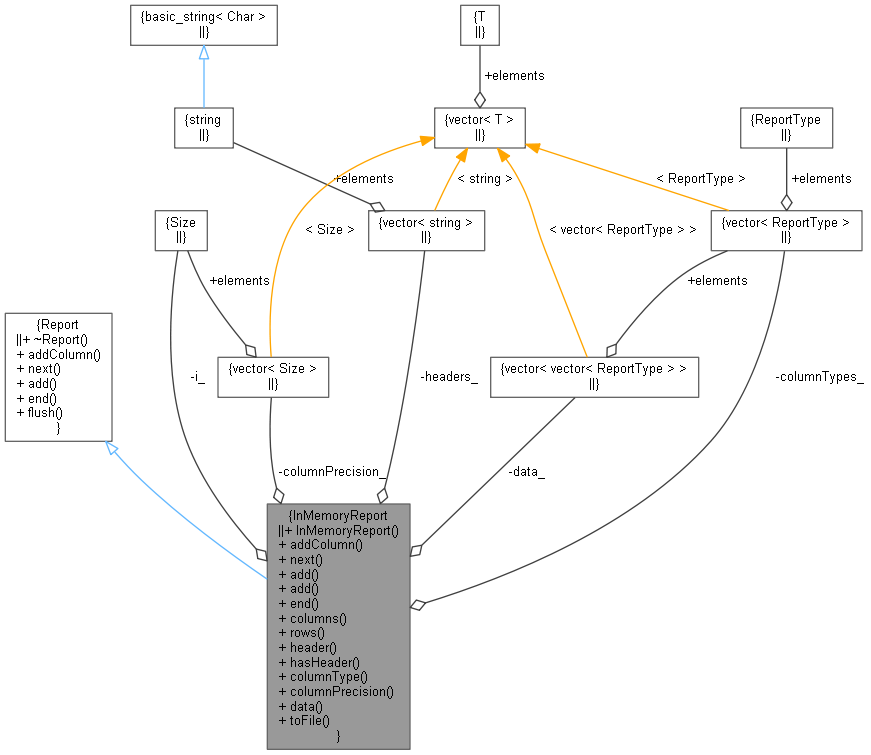 {basic_string< Char >
||}
{T
||}
+elements
{string
||}
{vector< T >
||}
{ReportType
||}
+elements
< string >
< ReportType >
+elements
{Size
||}
{vector< string >
||}
{vector< ReportType >
||}
< Size >
< vector< ReportType > >
+elements
+elements
{Report
||+ ~Report()
+ addColumn()
+ next()
+ add()
+ end()
+ flush()
}
-i_
{vector< Size >
||}
-headers_
{vector< vector< ReportType > >
||}
-columnTypes_
-columnPrecision_
-data_
{InMemoryReport
||+ InMemoryReport()
+ addColumn()
+ next()
+ add()
+ add()
+ end()
+ columns()
+ rows()
+ header()
+ hasHeader()
+ columnType()
+ columnPrecision()
+ data()
+ toFile()
}